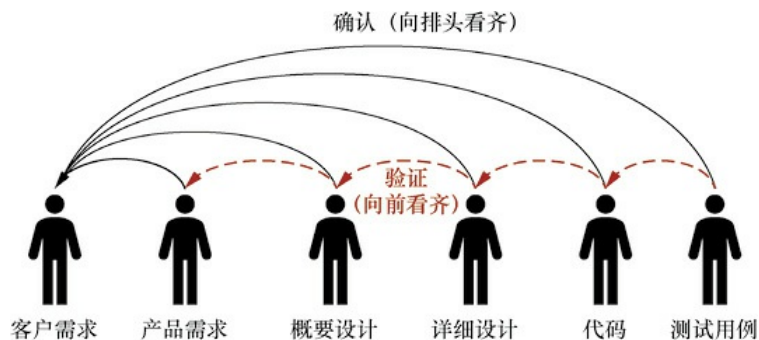 确认（向排头看齐）
验证
（向前看齐）
客户需求
产品需求
概要设计
详细设计
代码
测试用例